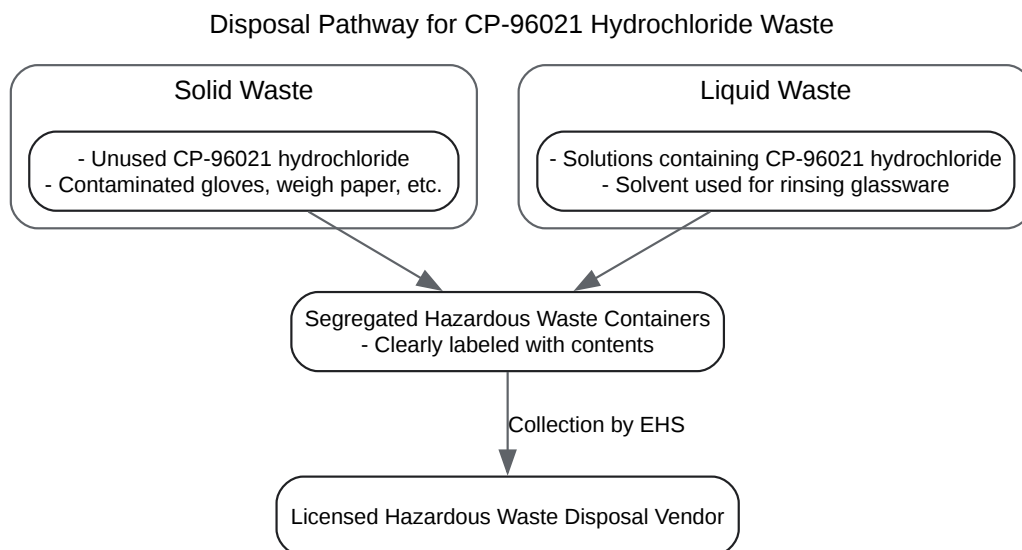 Disposal Pathway for CP-96021 Hydrochloride Waste
Solid Waste
- Unused CP-96021 hydrochloride
- Contaminated gloves, weigh paper, etc.
Liquid Waste
- Solutions containing CP-96021 hydrochloride
- Solvent used for rinsing glassware
Segregated Hazardous Waste Containers
- Clearly labeled with contents
Collection by EHS
Licensed Hazardous Waste Disposal Vendor